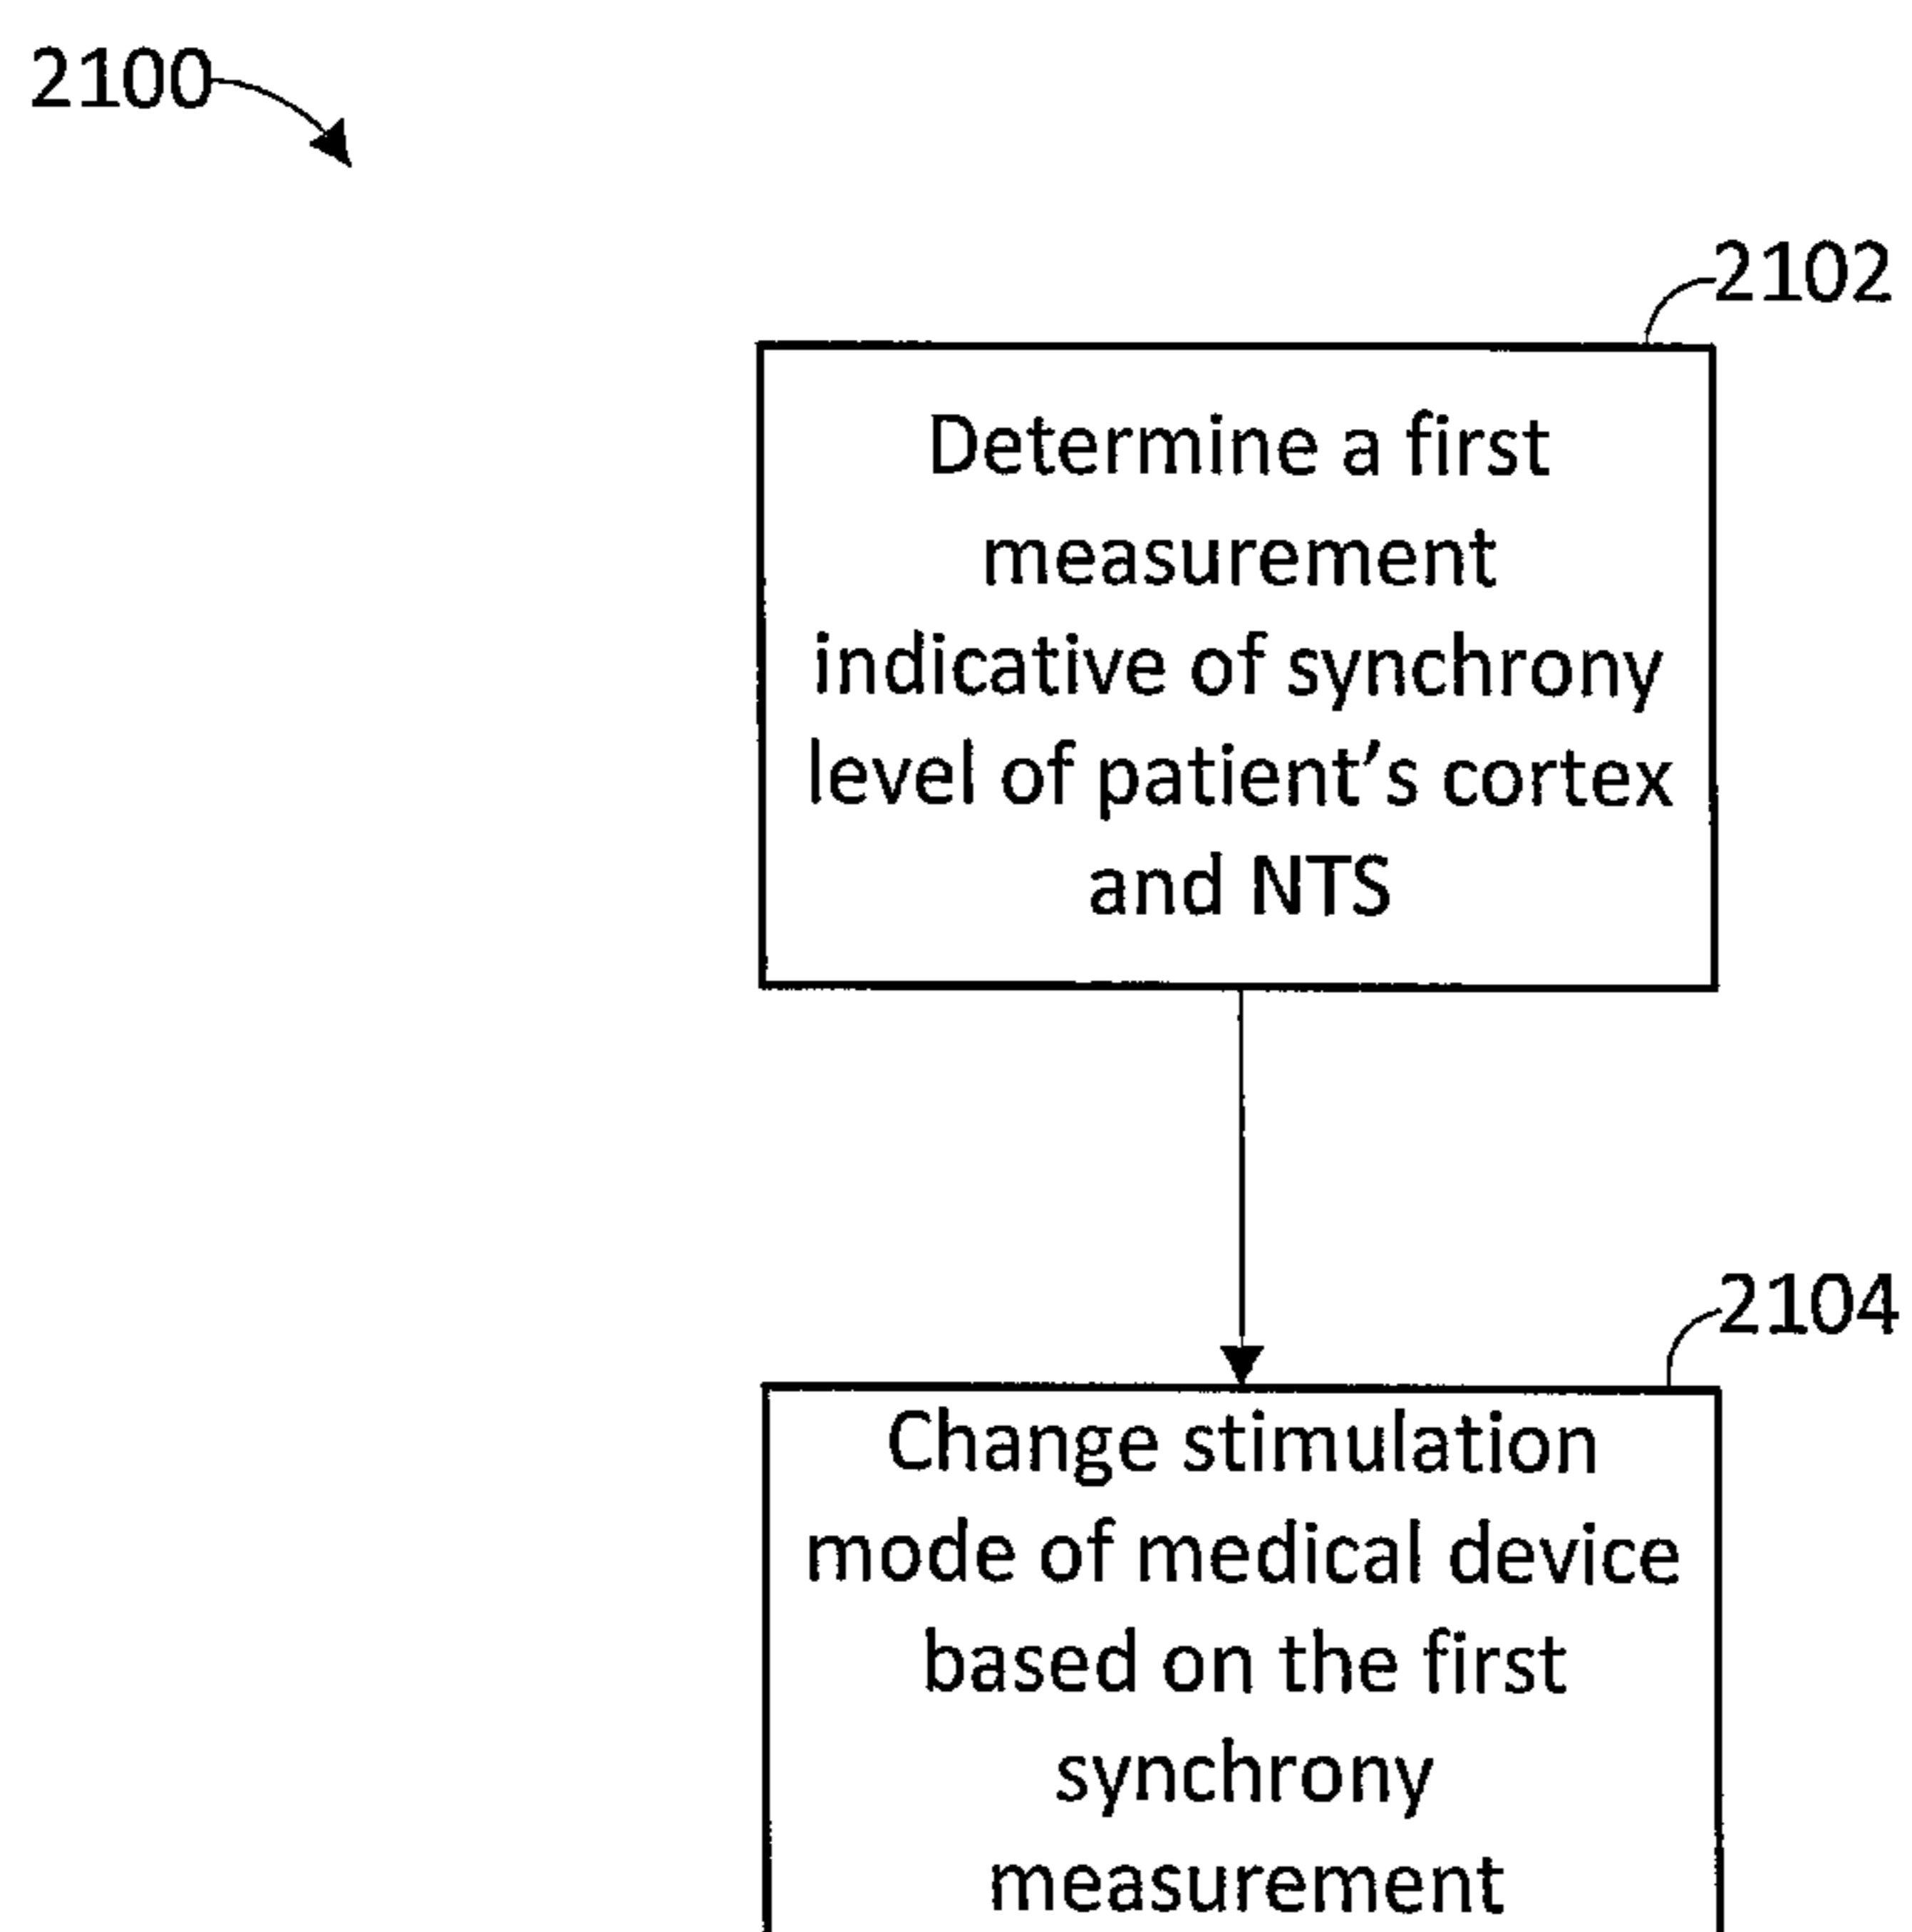 2100
2102
Determine a first
measurement
indicative of synchrony
level of patient’s cortex
and NTS
2104
Change stimulation
mode of medical device
based on the first
synchrony
measurement